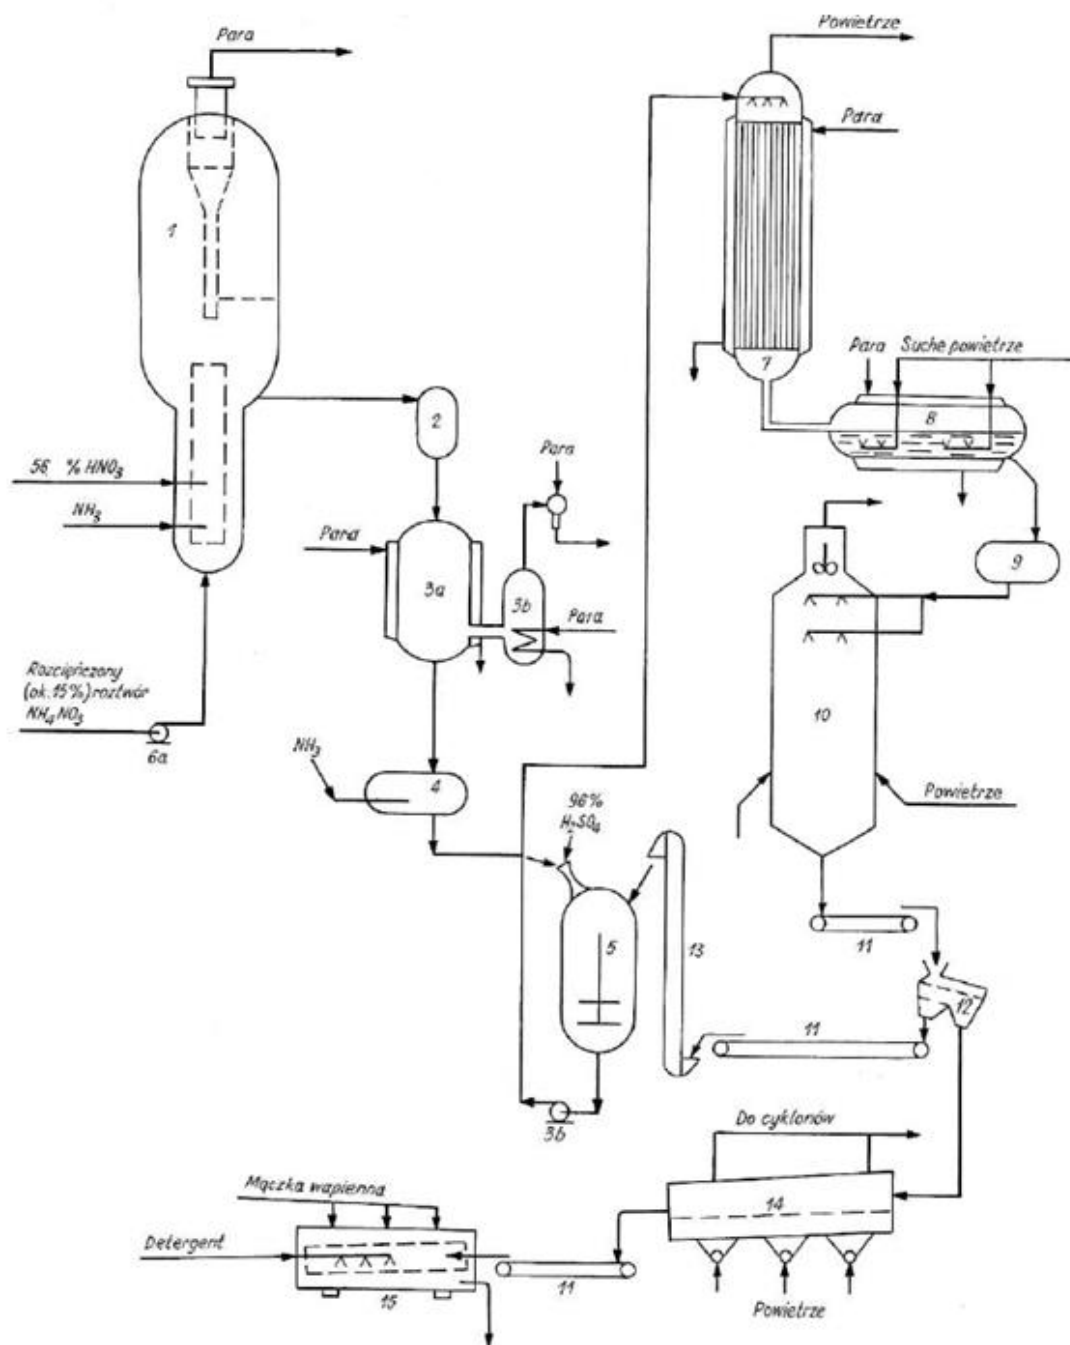 Para
1
56 % HNO3
NH3
Rozcieńczony
(ok. 15%) roztwór
NH4NO3
6a
2
Para
3a
3b
Para
Para
NH3
4
96%
H2SO4
5
3b
13
11
11
12
Powietrze
Para
7
Para
Suche powietrze
8
9
10
Powietrze
Do cyklonów
14
Powietrze
11
Mączka wapienna
Detergent
15